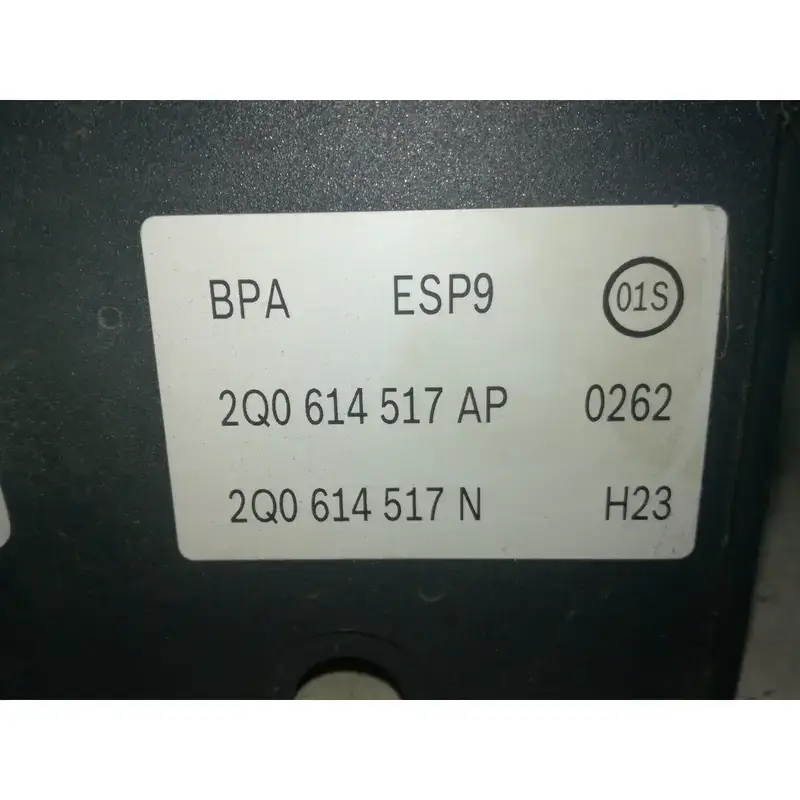 BPA ESP9 01S
2Q0 614 517 AP 0262
2Q0 614 517 N H23